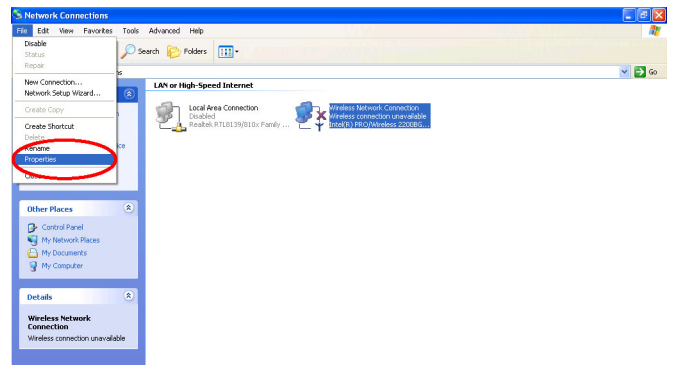 Network Connections
File Edit View Favorites Tools Advanced Help
Disable
Status
Repair
Search Folders
Go
New Connection...
Network Setup Wizard...
Create Copy
Create Shortcut
Delete
Rename
Properties
Close
LAN or High-Speed Internet
Local Area Connection
Disabled
Realtek RTL8139/810x Family ...
Wireless Network Connection
Wireless connection unavailable
Intel(R) PRO/Wireless 2200BG...
Other Places
Control Panel
My Network Places
My Documents
My Computer
Details
Wireless Network
Connection
Wireless connection unavailable